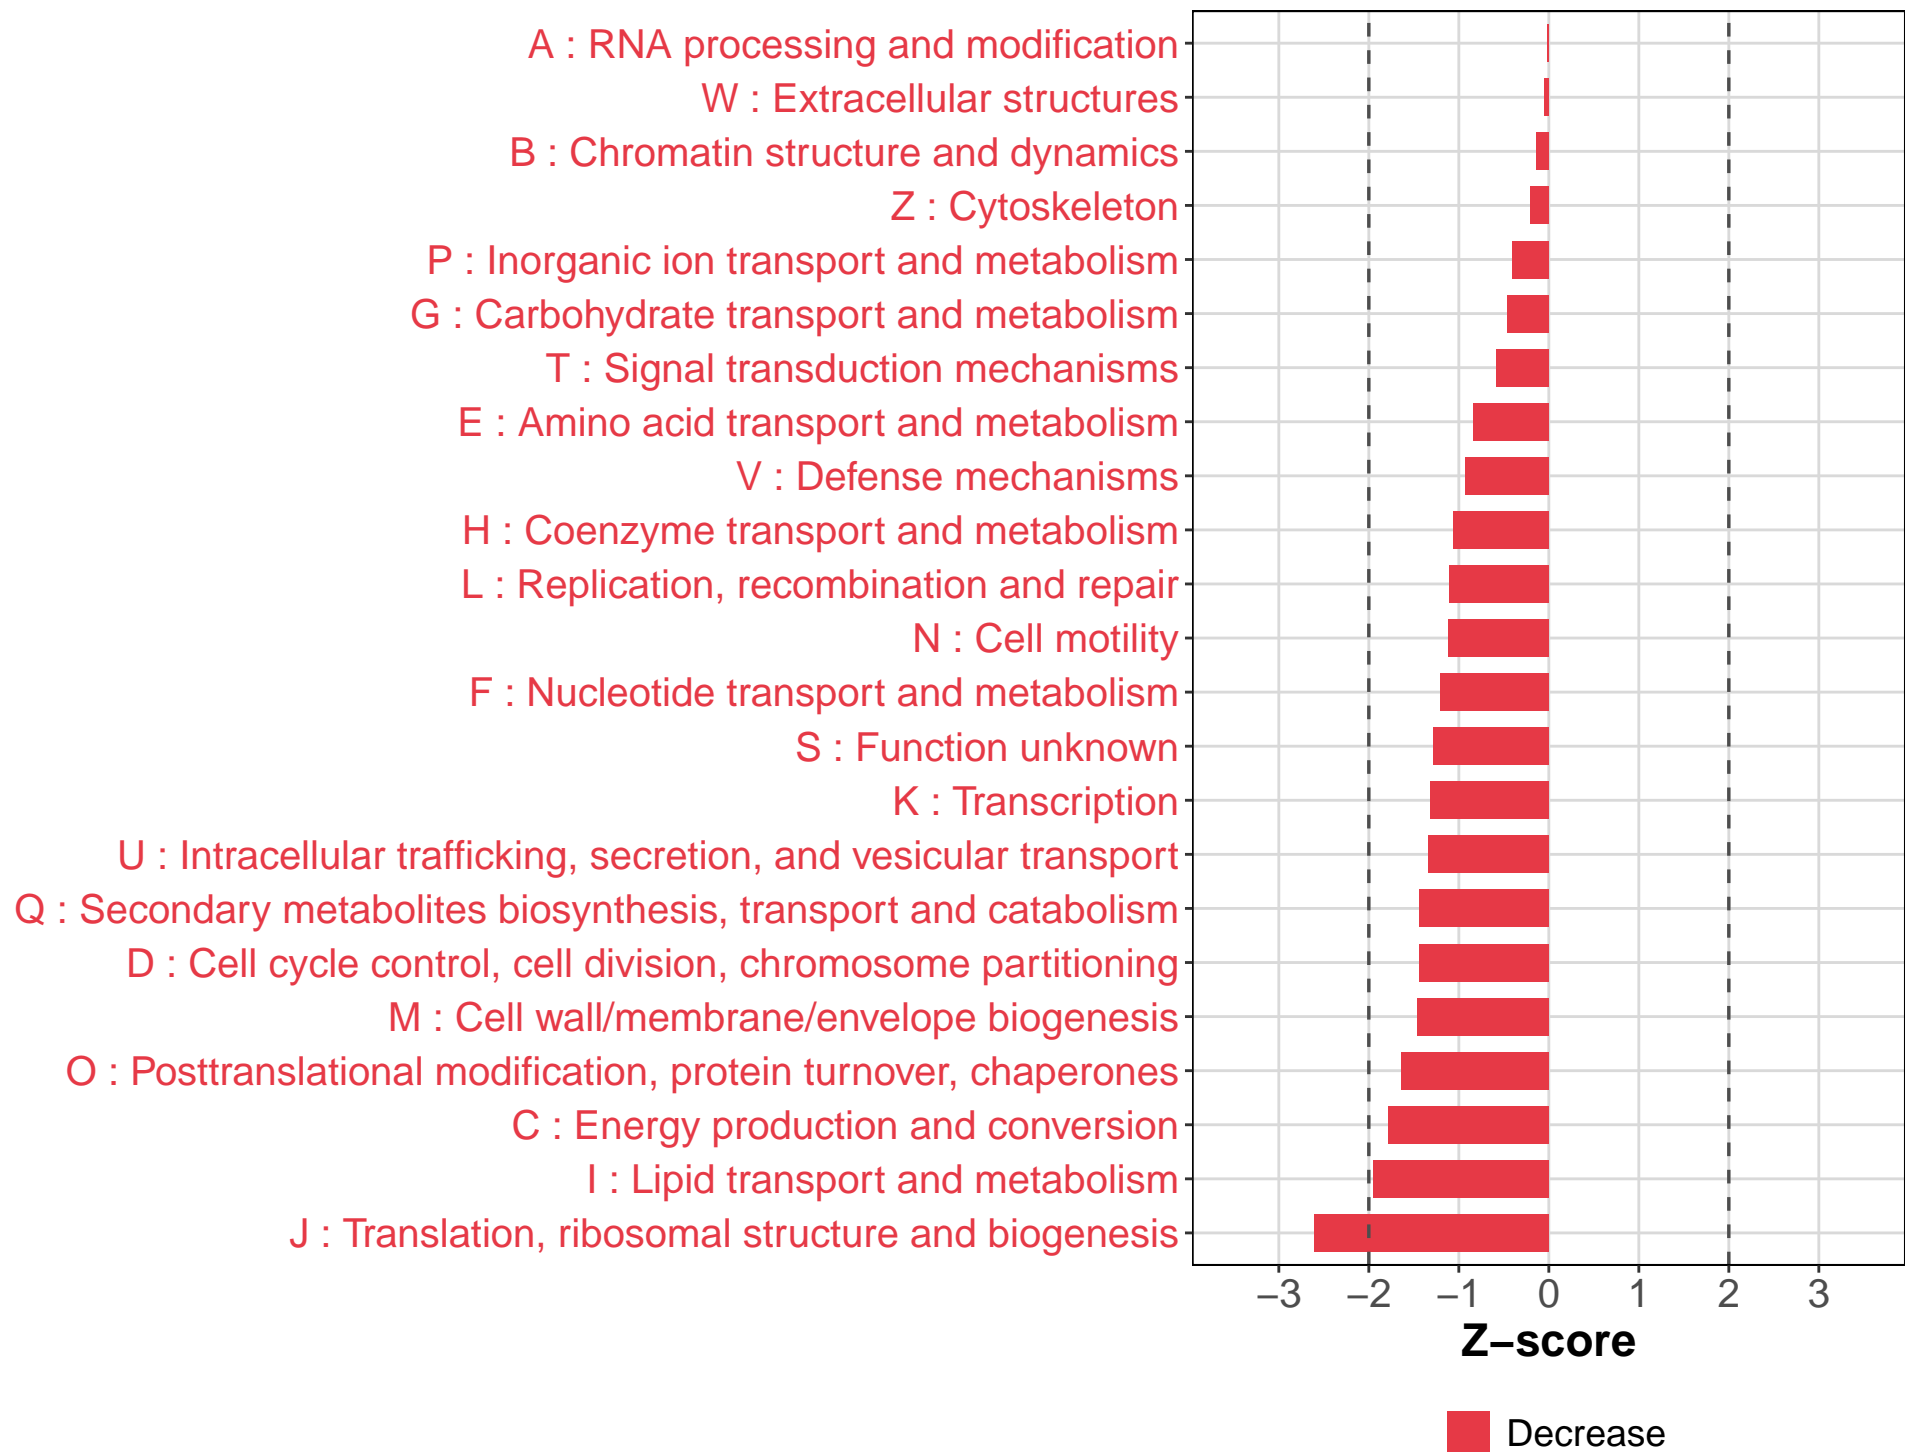 A : RNA processing and modification
W : Extracellular structures
B : Chromatin structure and dynamics
Z : Cytoskeleton
P : Inorganic ion transport and metabolism
G : Carbohydrate transport and metabolism
T : Signal transduction mechanisms
E : Amino acid transport and metabolism
V : Defense mechanisms
H : Coenzyme transport and metabolism
L : Replication, recombination and repair
N : Cell motility
F : Nucleotide transport and metabolism
S : Function unknown
K : Transcription
U : Intracellular trafficking, secretion, and vesicular transport
Q : Secondary metabolites biosynthesis, transport and catabolism
D : Cell cycle control, cell division, chromosome partitioning
M : Cell wall/membrane/envelope biogenesis
O : Posttranslational modification, protein turnover, chaperones
C : Energy production and conversion
I : Lipid transport and metabolism
J : Translation, ribosomal structure and biogenesis
−3 −2 −1 0 1 2 3
Z−score
Decrease